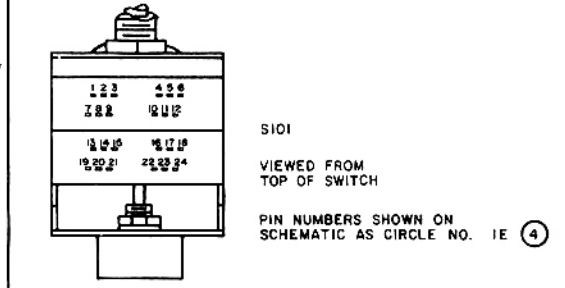 1 2 3 4 5 6
7 8 9 10 11 12
13 14 15 16 17 18
19 20 21 22 23 24
S101
VIEWED FROM
TOP OF SWITCH
PIN NUMBERS SHOWN ON
SCHEMATIC AS CIRCLE NO. IE 4